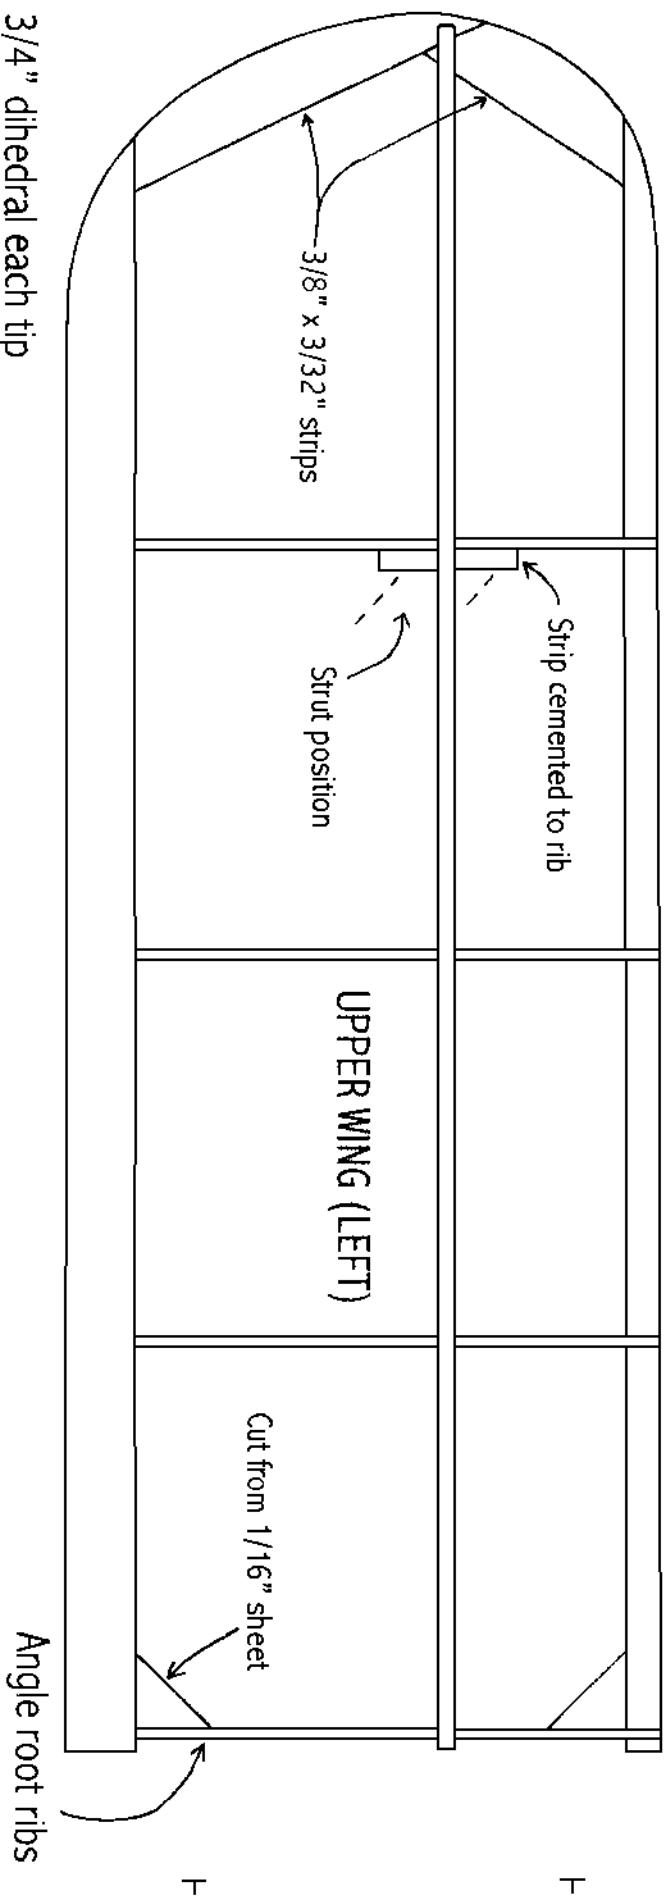 3/8" x 3/32" strips
Strip cemented to rib
Strut position
UPPER WING (LEFT)
Cut from 1/16” sheet
3/4” dihedral each tip
Angle root ribs